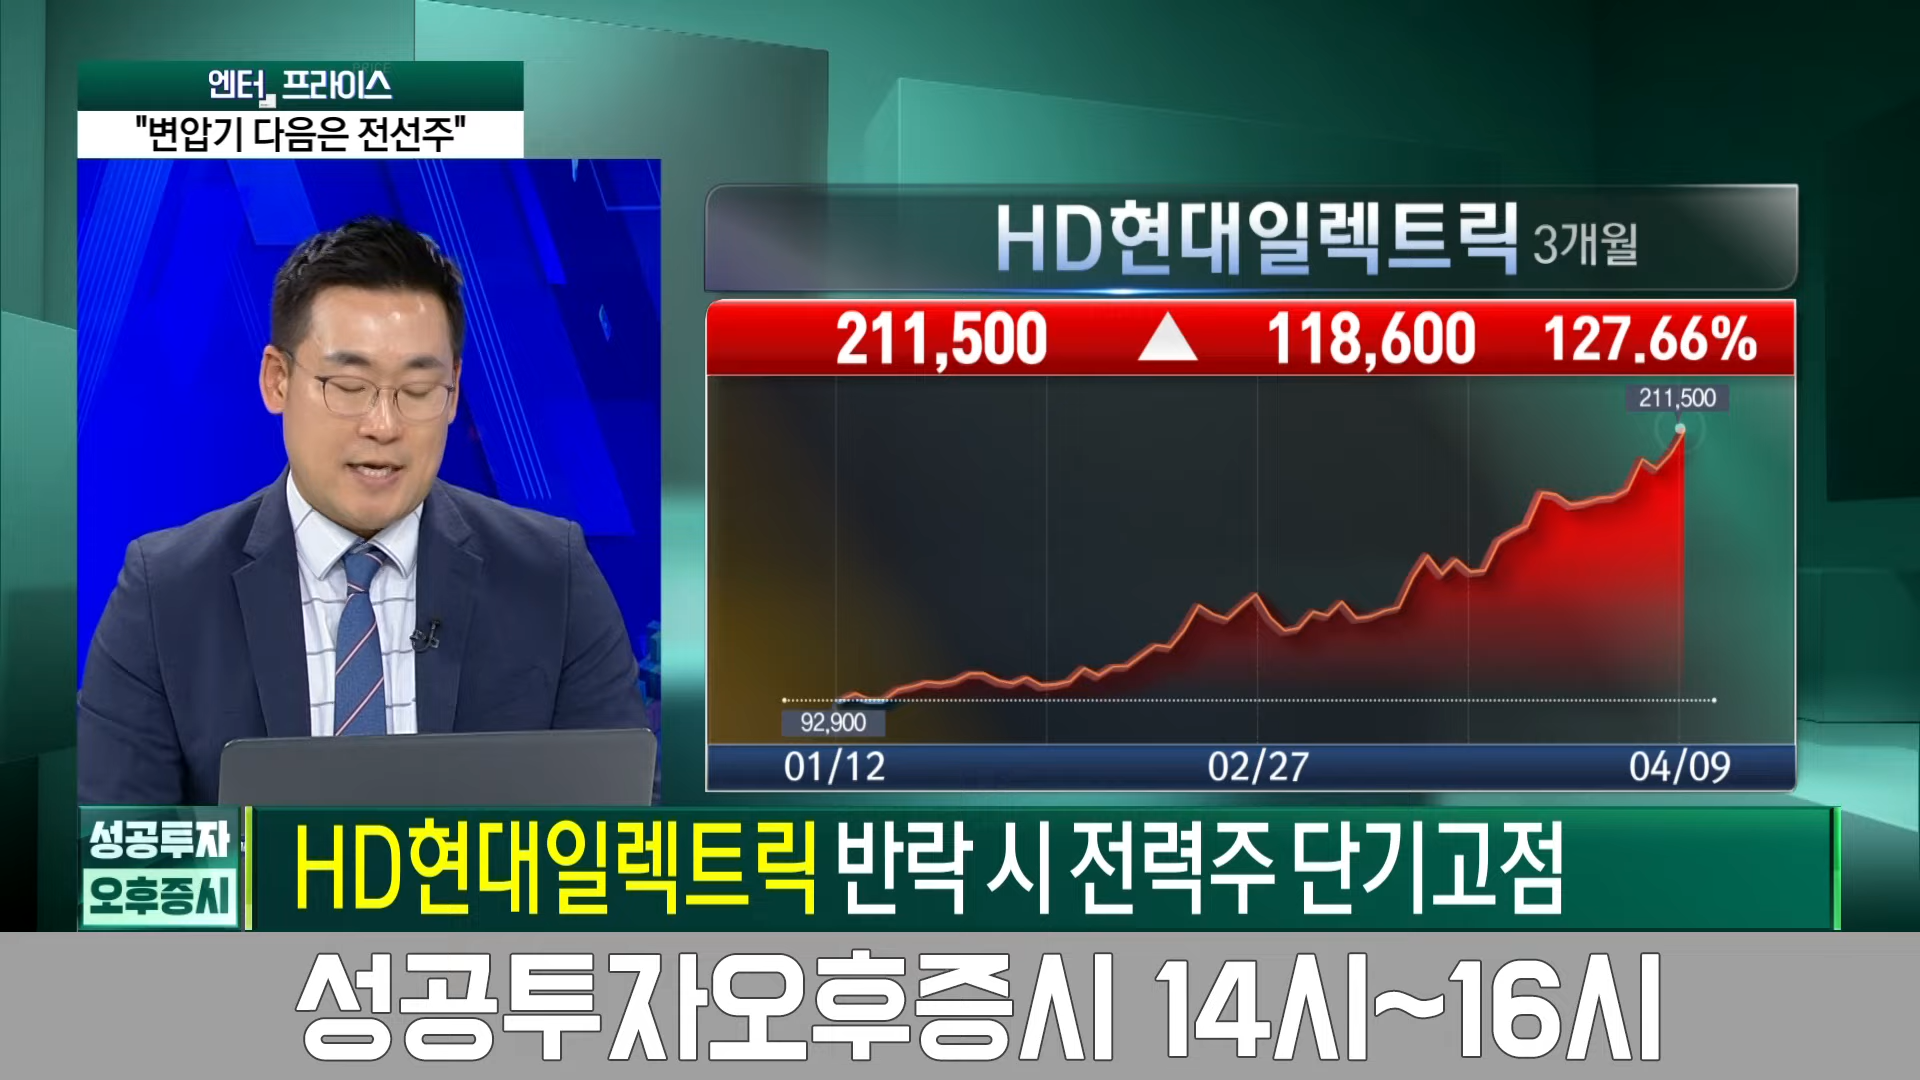 PRICE
엔터 프라이스
"변압기 다음은 전선주"
HD현대일렉트릭 3개월
211,500 ▲ 118,600 127.66%
211,500
92,900
01/12 02/27 04/09
성공투자
오후증시
HD현대일렉트릭 반락 시 전력주 단기고점
성공투자오후증시 14시~16시